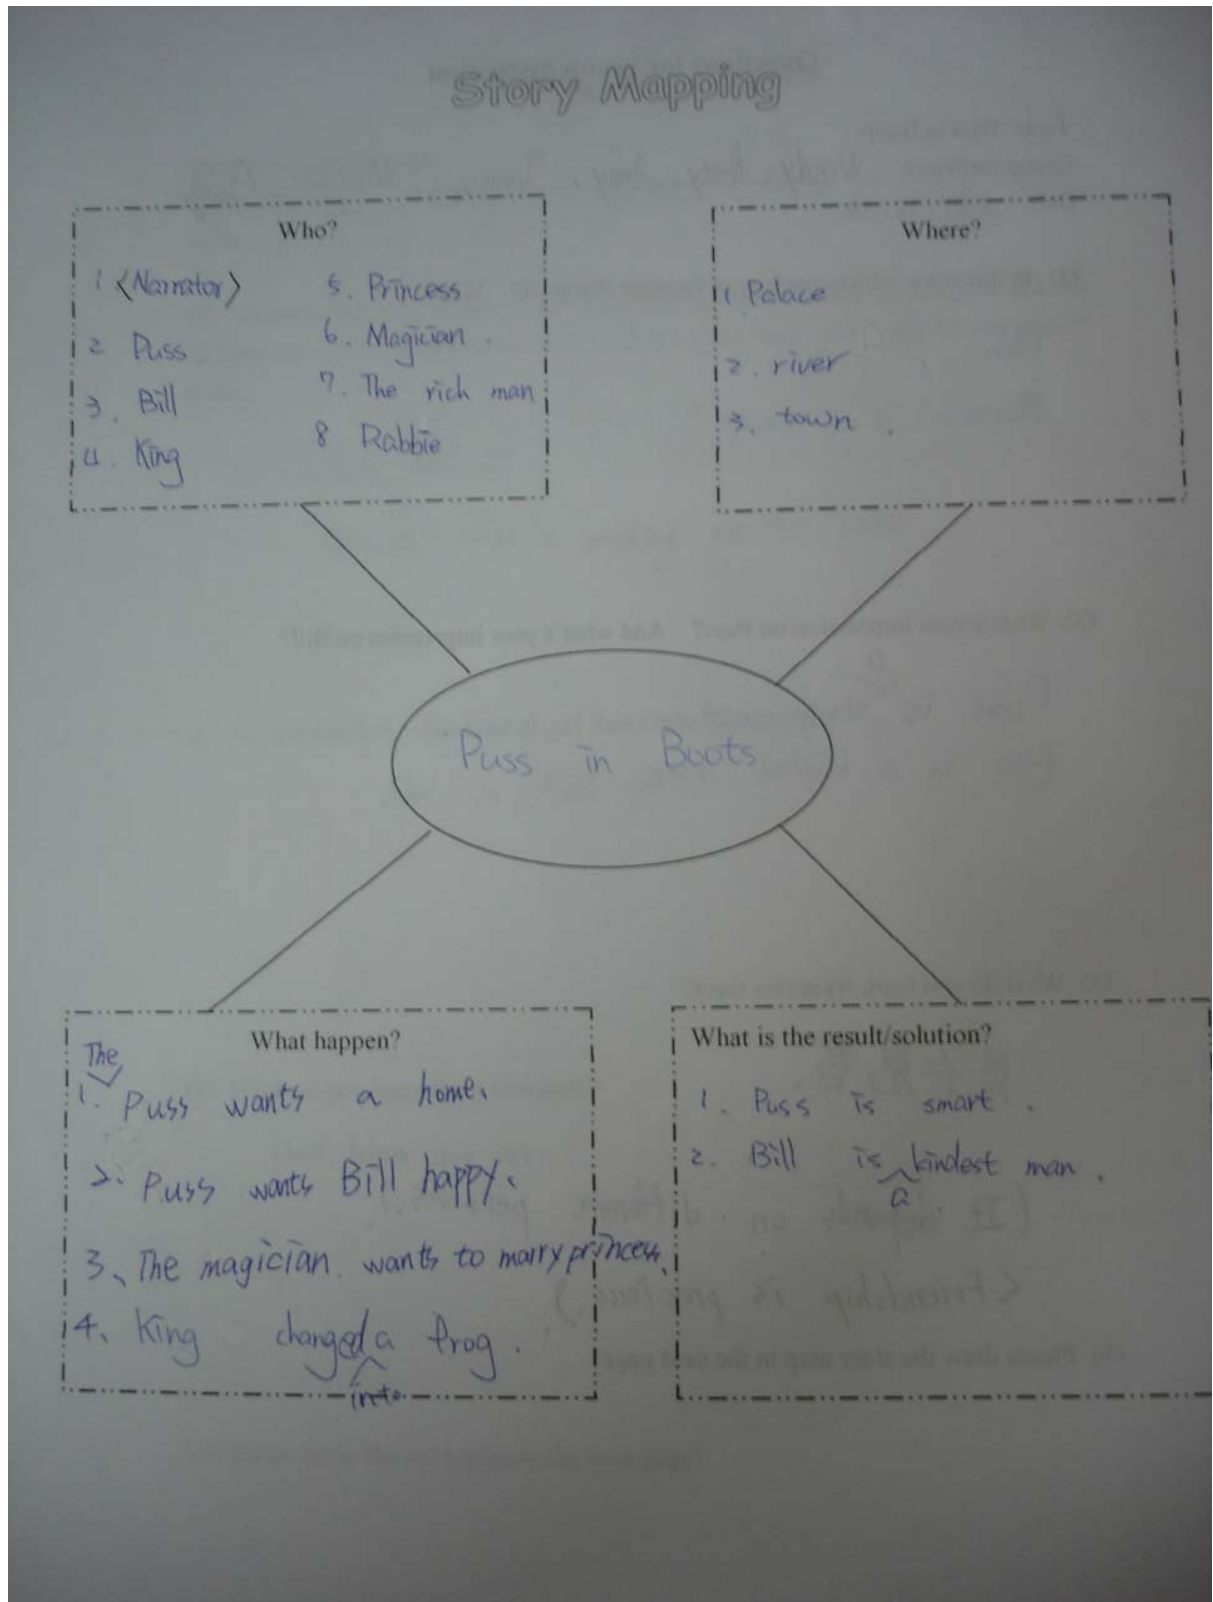 Story Mapping
Who?
1 <Narrator>
2 Puss
3. Bill
4. King
5. Princess
6. Magician.
7. The rich man
8 Rabbie
Where?
1. Palace
2. river
3. town.
Puss in Boots
What happen?
The
1. Puss wants a home.
2. Puss wants Bill happy.
3、The magician wants to marry princess.
4、King changed a frog.
into
What is the result/solution?
1. Puss is smart.
2. Bill is kindest man.
a